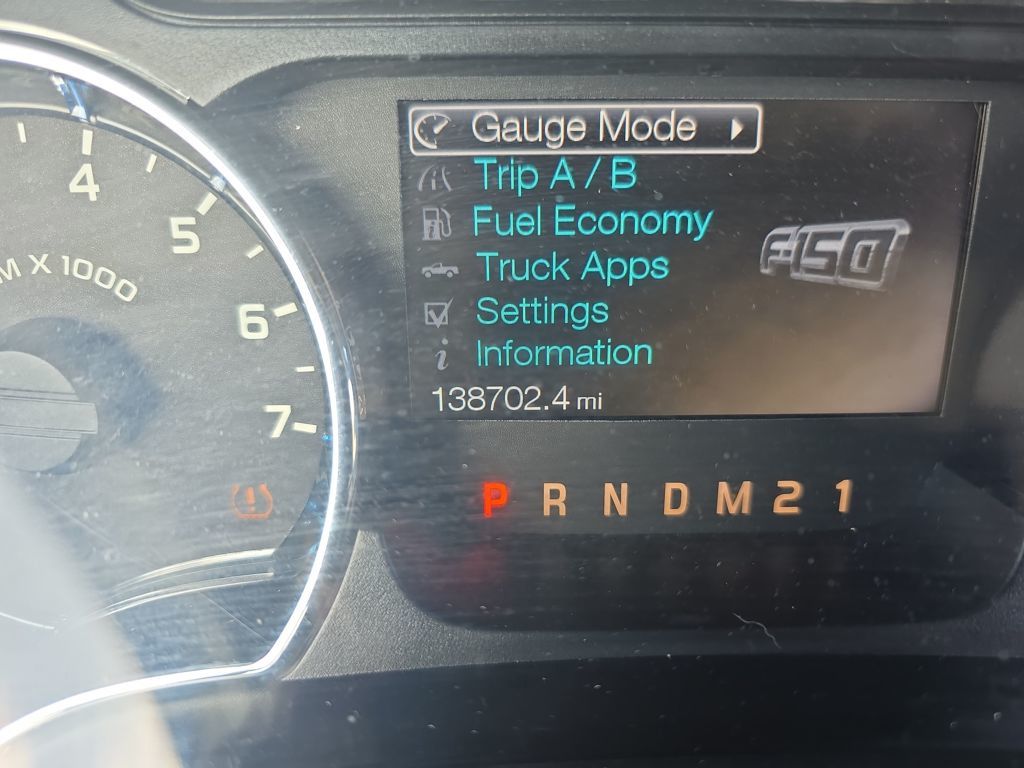 Gauge Mode
Trip A / B
Fuel Economy
Truck Apps
Settings
Information
F-150
138702.4 mi
P R N D M 2 1
4
5
6
7
M X 1000